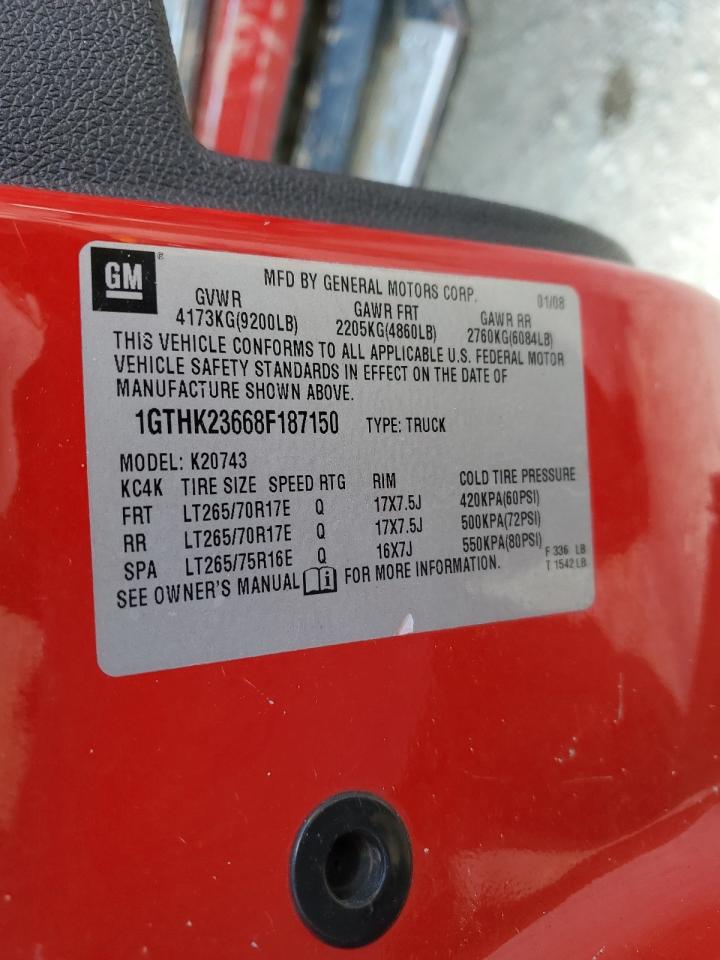 GM ® MFD BY GENERAL MOTORS CORP. 01/08
GVWR GAWR FRT GAWR RR
4173KG(9200LB) 2205KG(4860LB) 2760KG(6084LB)
THIS VEHICLE CONFORMS TO ALL APPLICABLE U.S. FEDERAL MOTOR
VEHICLE SAFETY STANDARDS IN EFFECT ON THE DATE OF
MANUFACTURE SHOWN ABOVE.
1GTHK23668F187150 TYPE: TRUCK
MODEL: K20743
KC4K TIRE SIZE SPEED RTG RIM COLD TIRE PRESSURE
FRT LT265/70R17E Q 17X7.5J 420KPA(60PSI)
RR LT265/70R17E Q 17X7.5J 500KPA(72PSI)
SPA LT265/75R16E Q 16X7J 550KPA(80PSI) F 336 LB
SEE OWNER'S MANUAL i FOR MORE INFORMATION. T 1542 LB